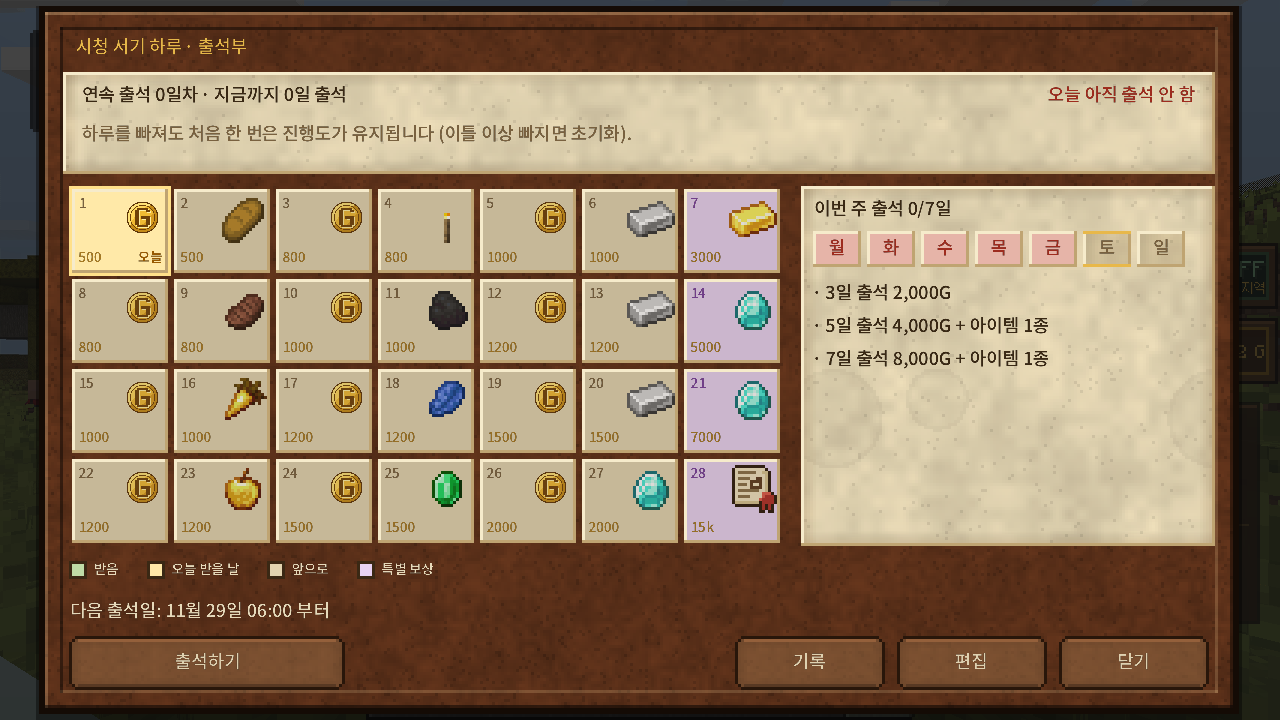 시청 서기 하루 · 출석부
연속 출석 0일차 · 지금까지 0일 출석
오늘 아직 출석 안 함
하루를 빠져도 처음 한 번은 진행도가 유지됩니다 (이틀 이상 빠지면 초기화).
1 2 3 4 5 6 7
500 오늘 500 800 800 1000 1000 3000
8 9 10 11 12 13 14
800 800 1000 1000 1200 1200 5000
15 16 17 18 19 20 21
1000 1000 1200 1200 1500 1500 7000
22 23 24 25 26 27 28
1200 1200 1500 1500 2000 2000 15k
이번 주 출석 0/7일
월 화 수 목 금 토 일
· 3일 출석 2,000G
· 5일 출석 4,000G + 아이템 1종
· 7일 출석 8,000G + 아이템 1종
받음 오늘 받을 날 앞으로 특별 보상
다음 출석일: 11월 29일 06:00 부터
출석하기 기록 편집 닫기
FF
지역
G